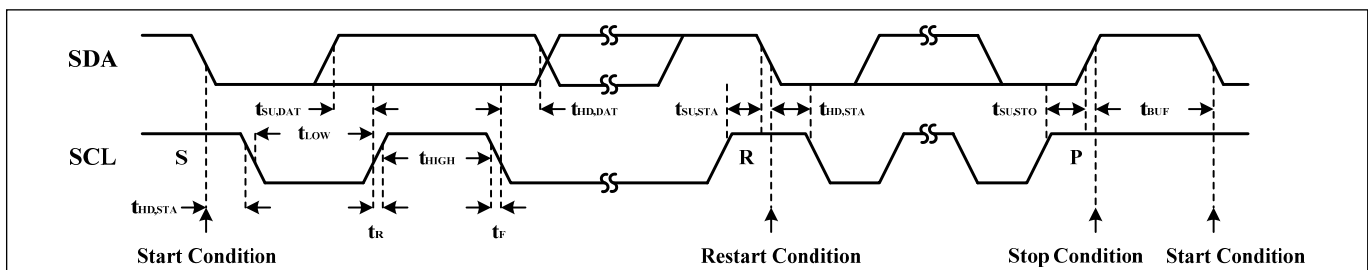 SDA
tSU,DAT tHD,DAT tSU,STA tHD,STA tSU,STO tBUF
tLOW
SCL S tHIGH R P
tHD,STA
tR tF
Start Condition Restart Condition Stop Condition Start Condition